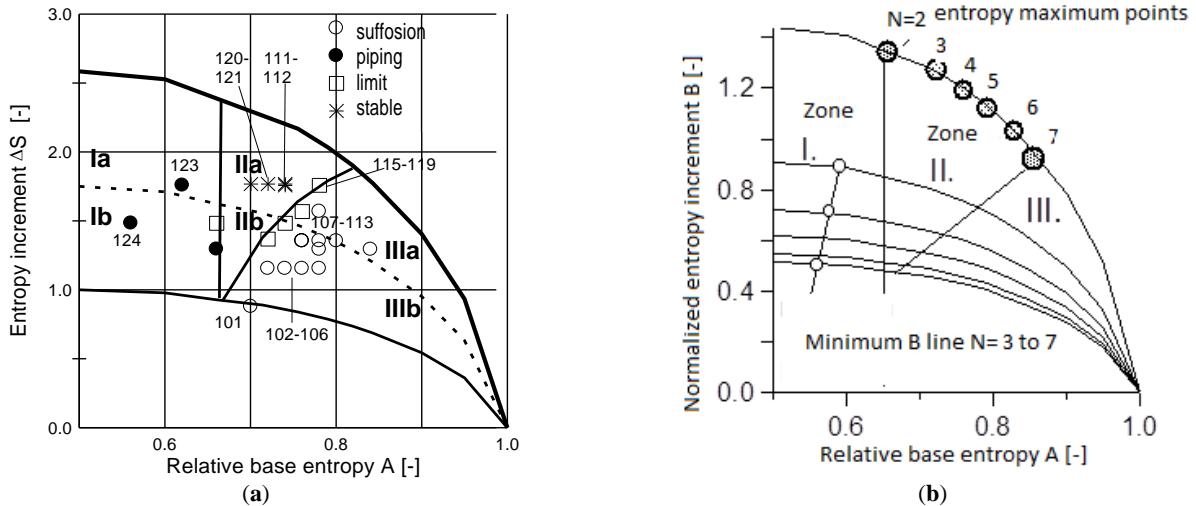 3.0
2.0
1.0
0.0
Entropy increment ΔS [-]
0.6
0.8
1.0
Relative base entropy A [-]
120-
121
111-
112
suffosion
piping
limit
stable
Ia
123
IIa
115-119
Ib
124
IIb
107-113
IIIa
IIIb
101
102-106
(a)
N=2 entropy maximum points
3
4
5
6
7
1.2
0.8
0.4
0.0
Normalized entropy increment B [-]
Zone
I.
Zone
II.
III.
Minimum B line N= 3 to 7
0.6
0.8
1.0
Relative base entropy A [-]
(b)